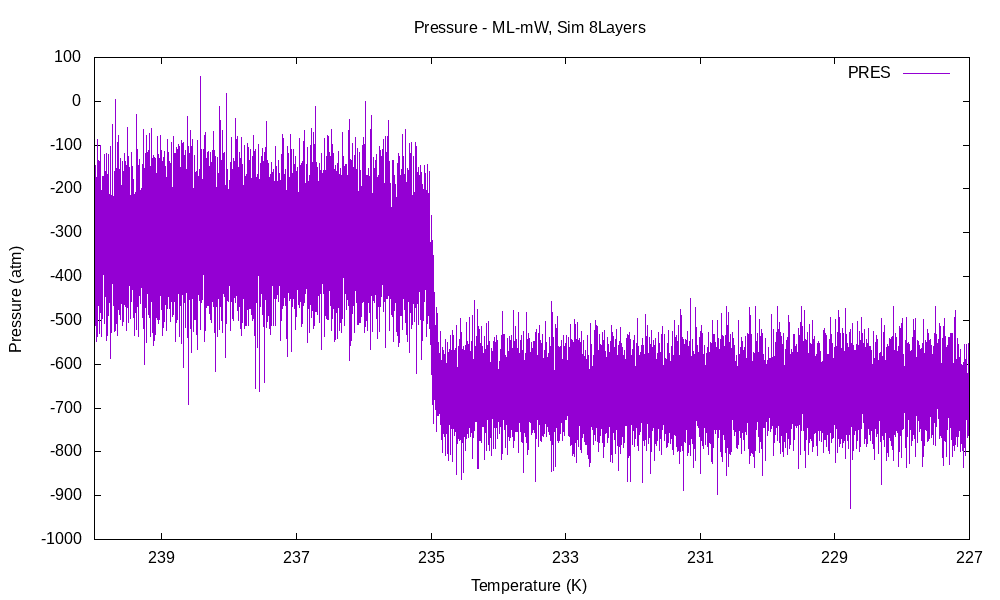 Pressure - ML-mW, Sim 8Layers
PRES
100
0
-100
-200
-300
-400
-500
-600
-700
-800
-900
-1000
Pressure (atm)
239 237 235 233 231 229 227
Temperature (K)